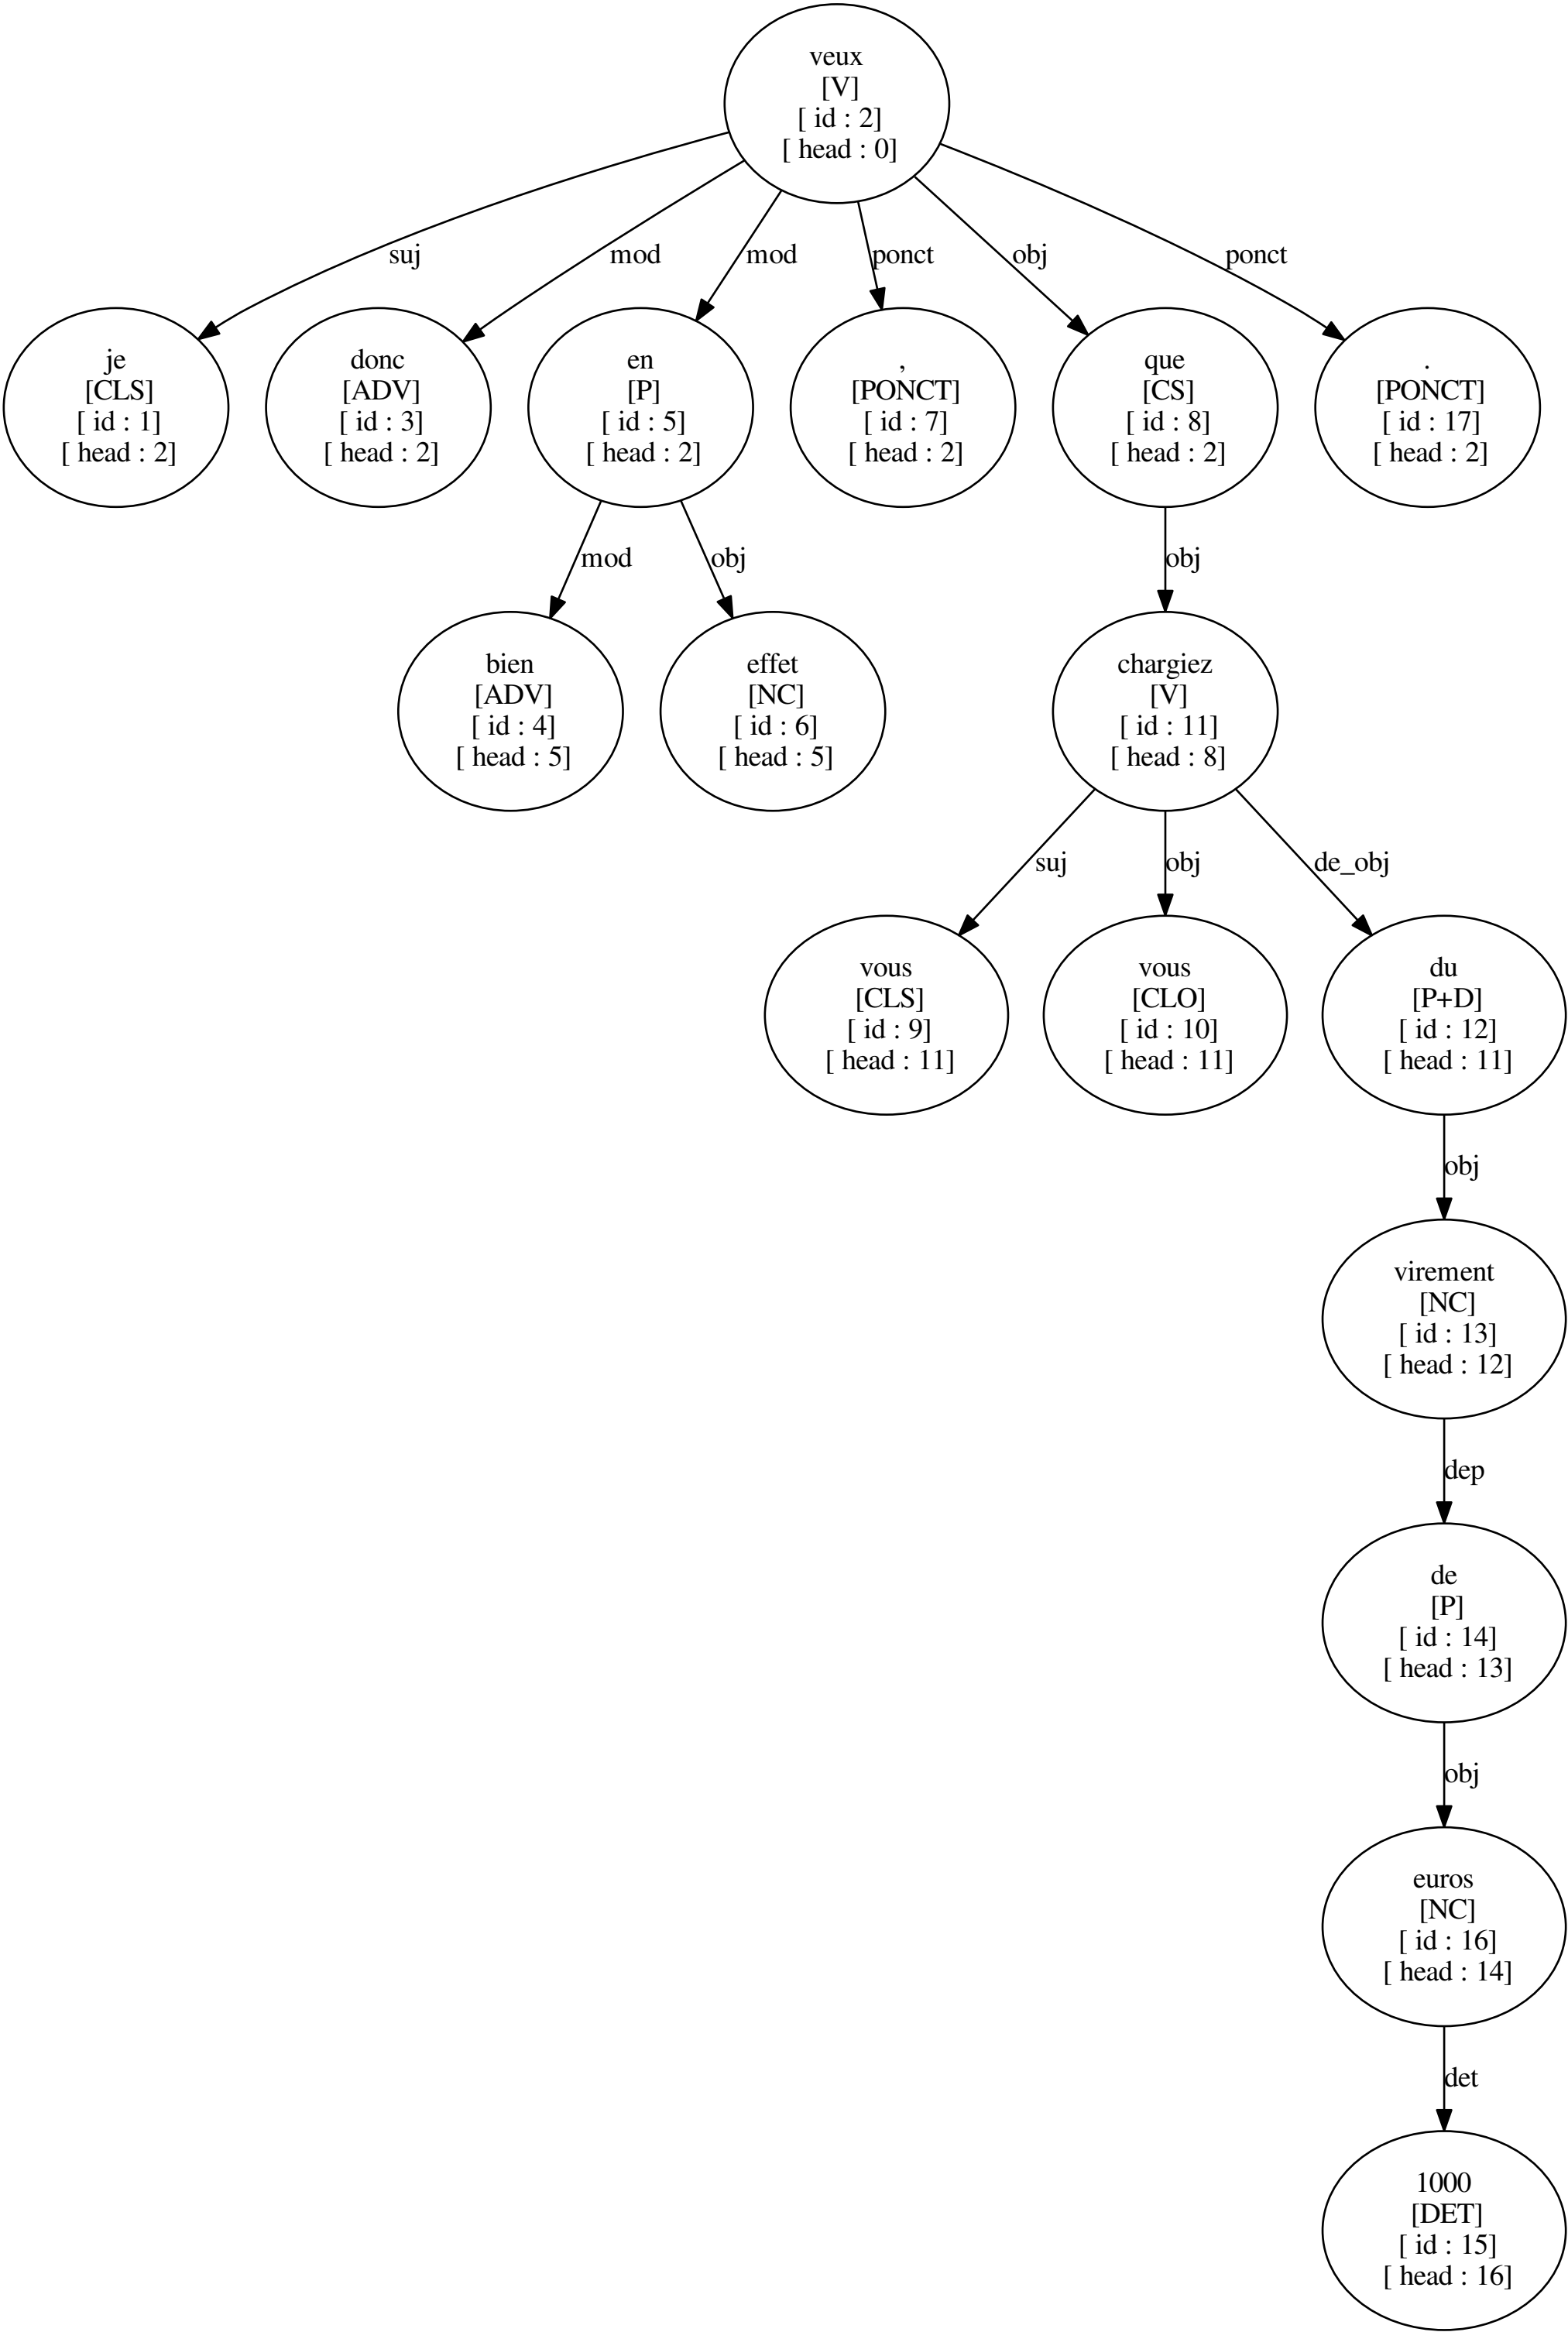 veux
[V]
[ id : 2]
[ head : 0]
suj
mod
mod
ponct
obj
ponct
je
[CLS]
[ id : 1]
[ head : 2]
donc
[ADV]
[ id : 3]
[ head : 2]
en
[P]
[ id : 5]
[ head : 2]
,
[PONCT]
[ id : 7]
[ head : 2]
que
[CS]
[ id : 8]
[ head : 2]
.
[PONCT]
[ id : 17]
[ head : 2]
mod
obj
obj
bien
[ADV]
[ id : 4]
[ head : 5]
effet
[NC]
[ id : 6]
[ head : 5]
chargiez
[V]
[ id : 11]
[ head : 8]
suj
obj
de_obj
vous
[CLS]
[ id : 9]
[ head : 11]
vous
[CLO]
[ id : 10]
[ head : 11]
du
[P+D]
[ id : 12]
[ head : 11]
obj
virement
[NC]
[ id : 13]
[ head : 12]
dep
de
[P]
[ id : 14]
[ head : 13]
obj
euros
[NC]
[ id : 16]
[ head : 14]
det
1000
[DET]
[ id : 15]
[ head : 16]